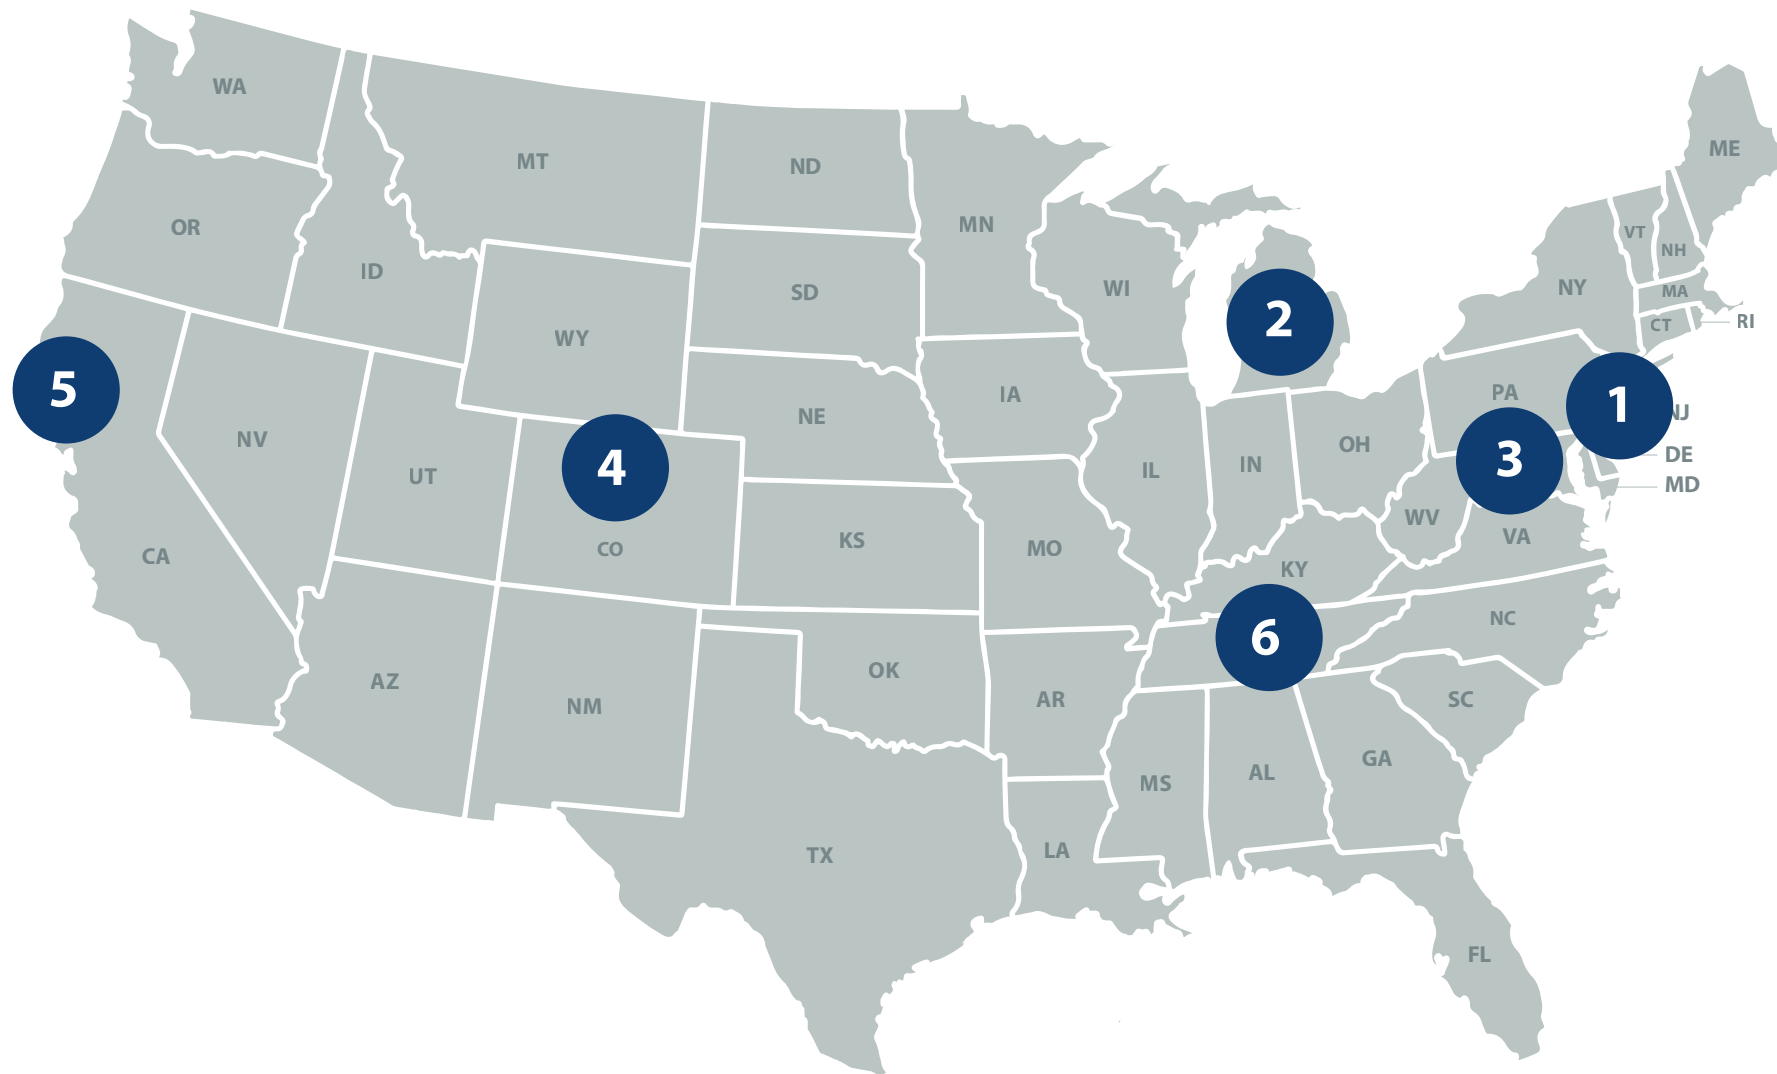 WA
MT
ND
MN
ME
OR
ID
SD
WI
VT
NH
NY
MA
CT
RI
WY
2
5
NV
UT
NE
IA
PA
1
NJ
4
CO
IL
IN
OH
3
DE
MD
CA
KS
MO
WV
VA
KY
6
NC
AZ
NM
OK
AR
SC
TX
LA
MS
AL
GA
FL